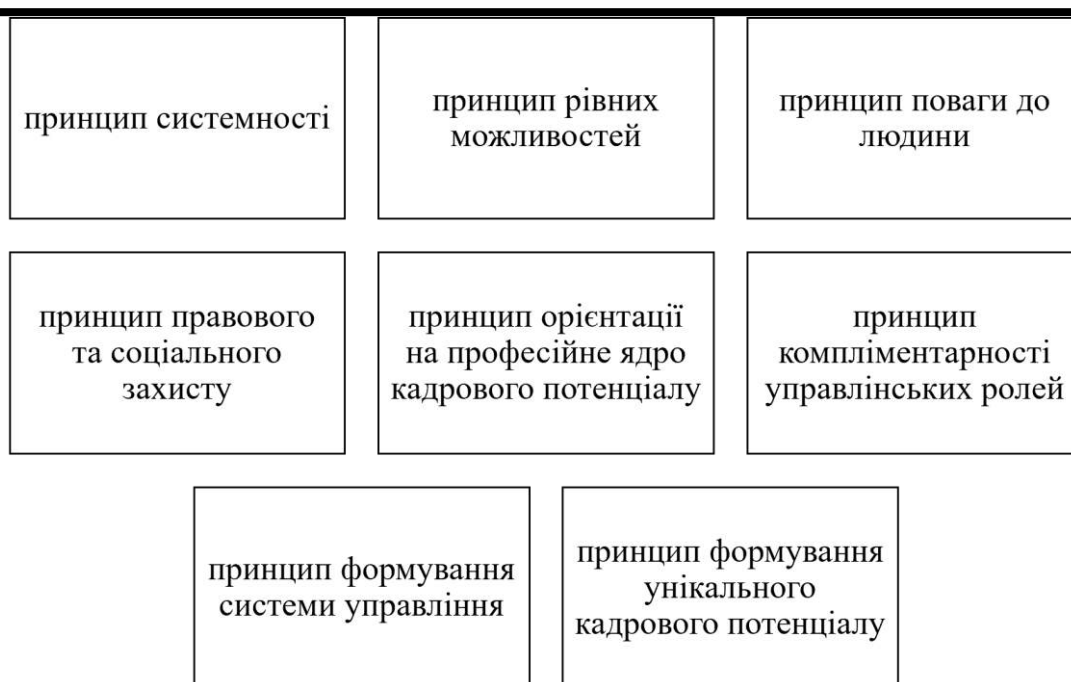 принцип системності
принцип рівних
можливостей
принцип поваги до
людини
принцип правового
та соціального
захисту
принцип орієнтації
на професійне ядро
кадрового потенціалу
принцип
компліментарності
управлінських ролей
принцип формування
системи управління
принцип формування
унікального
кадрового потенціалу